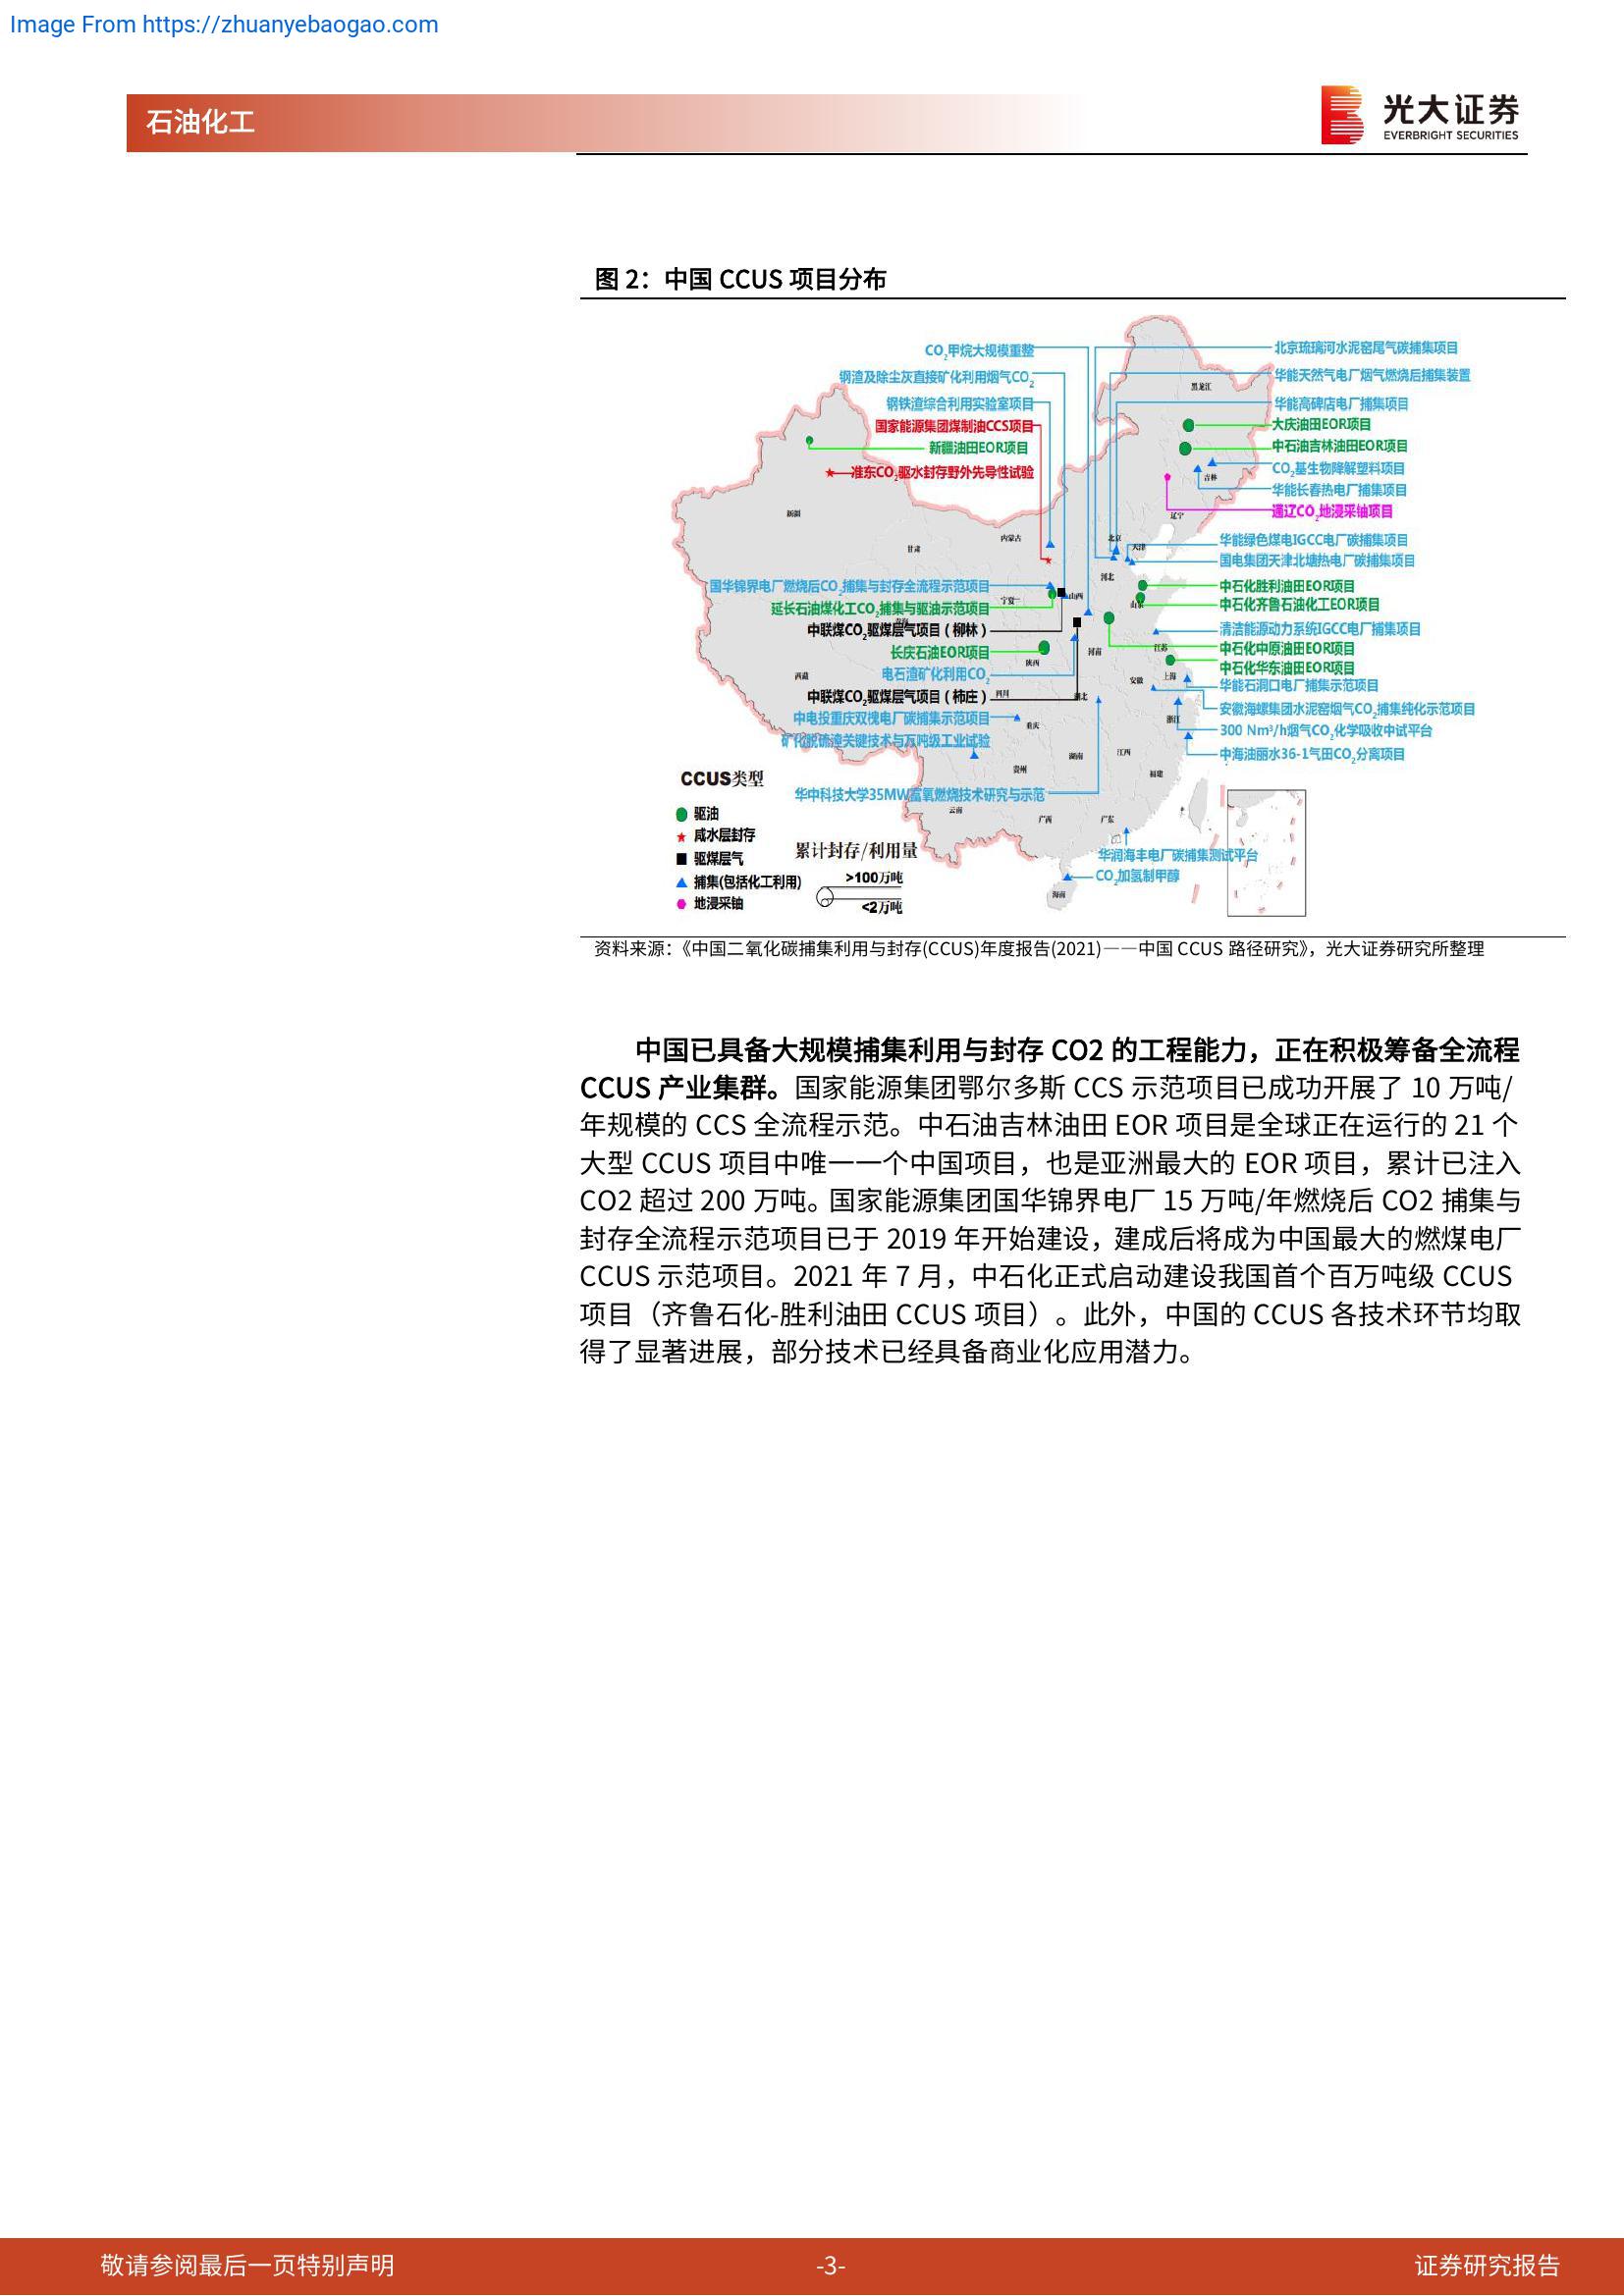 Image From https://zhuanyebaogao.com
石油化工
光大证券
EVERBRIGHT SECURITIES
图 2：中国 CCUS 项目分布
CO2甲烷大规模重整
钢渣及除尘灰直接矿化利用烟气CO2
钢铁渣综合利用实验室项目
国家能源集团煤制油CCS项目
新疆油田EOR项目
准东CO2驱水封存野外先导性试验
北京琉璃河水泥窑尾气碳捕集项目
华能天然气电厂烟气燃烧后捕集装置
华能高碑店电厂捕集项目
大庆油田EOR项目
中石油吉林油田EOR项目
CO2基生物降解塑料项目
华能长春热电厂捕集项目
通辽CO2地浸采铀项目
华能绿色煤电IGCC电厂碳捕集项目
国电集团天津北塘热电厂碳捕集项目
中石化胜利油田EOR项目
中石化齐鲁石油化工EOR项目
清洁能源动力系统IGCC电厂捕集项目
中石化中原油田EOR项目
中石化华东油田EOR项目
华能石洞口电厂捕集示范项目
安徽海螺集团水泥窑烟气CO2捕集纯化示范项目
300 Nm³/h烟气CO2化学吸收中试平台
中海油丽水36-1气田CO2分离项目
国华锦界电厂燃烧后CO2捕集与封存全流程示范项目
延长石油煤化工CO2捕集与驱油示范项目
中联煤CO2驱煤层气项目（柳林）
长庆石油EOR项目
电石渣矿化利用CO2
中联煤CO2驱煤层气项目（柿庄）
中电投重庆双槐电厂碳捕集示范项目
矿化脱硫渣关键技术与万吨级工业试验
华中科技大学35MW富氧燃烧技术研究与示范
华润海丰电厂碳捕集测试平台
CO2加氢制甲醇
黑龙江
吉林
辽宁
新疆
甘肃
内蒙古
北京
天津
河北
宁夏
山西
山东
青海
陕西
河南
江苏
西藏
安徽
上海
四川
湖北
重庆
浙江
湖南
江西
贵州
福建
云南
广西
广东
海南
CCUS类型
驱油
咸水层封存
驱煤层气
捕集(包括化工利用)
地浸采铀
累计封存/利用量
>100万吨
<2万吨
资料来源：《中国二氧化碳捕集利用与封存(CCUS)年度报告(2021)——中国 CCUS 路径研究》，光大证券研究所整理
中国已具备大规模捕集利用与封存 CO2 的工程能力，正在积极筹备全流程
CCUS 产业集群。国家能源集团鄂尔多斯 CCS 示范项目已成功开展了 10 万吨/
年规模的 CCS 全流程示范。中石油吉林油田 EOR 项目是全球正在运行的 21 个
大型 CCUS 项目中唯一一个中国项目，也是亚洲最大的 EOR 项目，累计已注入
CO2 超过 200 万吨。国家能源集团国华锦界电厂 15 万吨/年燃烧后 CO2 捕集与
封存全流程示范项目已于 2019 年开始建设，建成后将成为中国最大的燃煤电厂
CCUS 示范项目。2021 年 7 月，中石化正式启动建设我国首个百万吨级 CCUS
项目（齐鲁石化-胜利油田 CCUS 项目）。此外，中国的 CCUS 各技术环节均取
得了显著进展，部分技术已经具备商业化应用潜力。
敬请参阅最后一页特别声明
-3-
证券研究报告